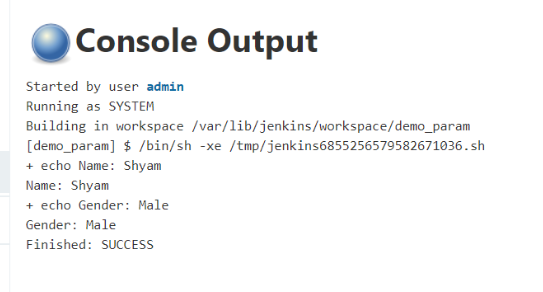 Console Output
Started by user admin
Running as SYSTEM
Building in workspace /var/lib/jenkins/workspace/demo_param
[demo_param] $ /bin/sh -xe /tmp/jenkins6855256579582671036.sh
+ echo Name: Shyam
Name: Shyam
+ echo Gender: Male
Gender: Male
Finished: SUCCESS